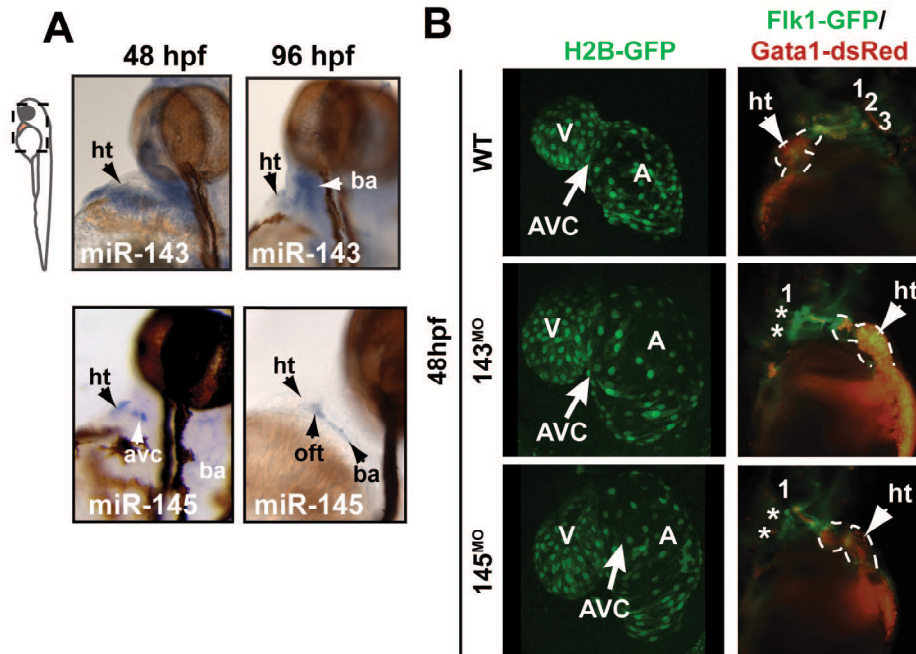 A
48 hpf
96 hpf
ht
miR-143
ht
ba
miR-143
ht
avc
ba
miR-145
ht
oft
ba
miR-145
B
H2B-GFP
Flk1-GFP/
Gata1-dsRed
48hpf
WT
V
A
AVC
ht
1
2
3
143MO
V
A
AVC
1
*
*
ht
145MO
V
A
AVC
1
*
*
ht